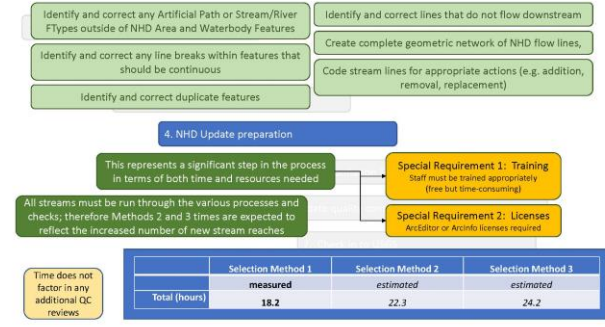 Identify and correct any Artificial Path or Stream/River
FTypes outside of NHD Area and Waterbody Features
Identify and correct any line breaks within features that
should be continuous
Identify and correct duplicate features
Identify and correct lines that do not flow downstream
Create complete geometric network of NHD flow lines,
Code stream lines for appropriate actions (e.g. addition,
removal, replacement)
4. NHD Update preparation
This represents a significant step in the process
in terms of both time and resources needed
Special Requirement 1: Training
Staff must be trained appropriately
(free but time-consuming)
All streams must be run through the various processes and
checks; therefore Methods 2 and 3 times are expected to
reflect the increased number of new stream reaches
Special Requirement 2: Licenses
ArcEditor or ArcInfo licenses required
Time does not
factor in any
additional QC
reviews
Selection Method 1 Selection Method 2 Selection Method 3
measured estimated estimated
Total (hours) 18.2 22.3 24.2